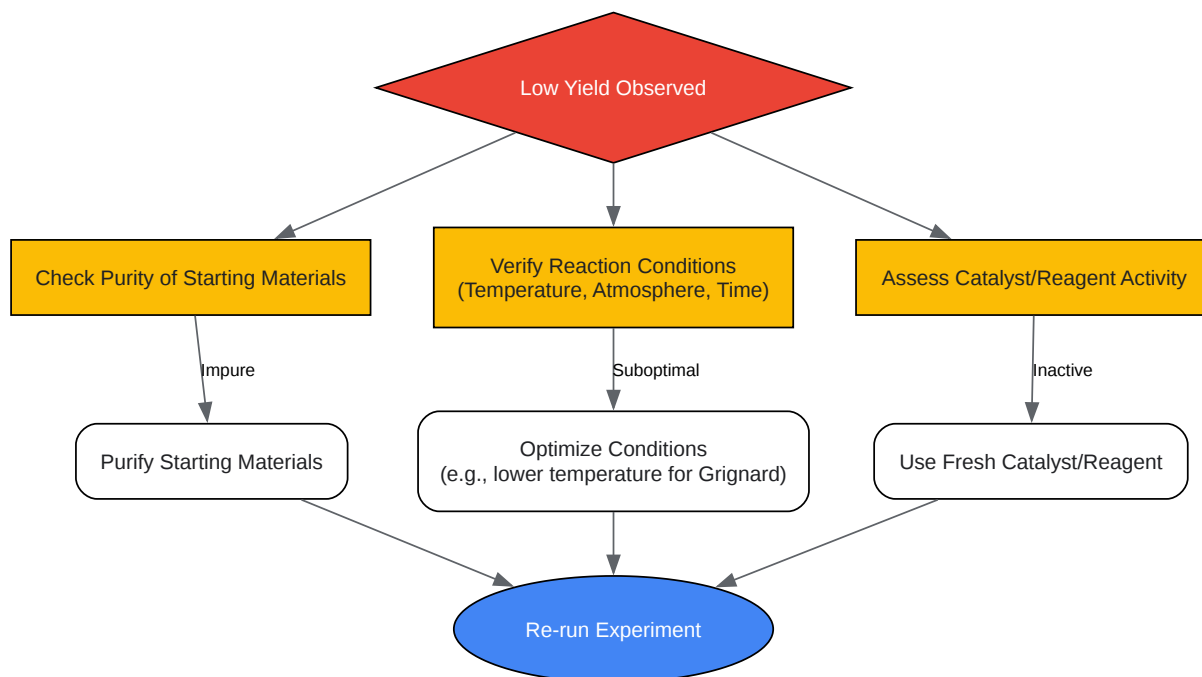 Low Yield Observed
Check Purity of Starting Materials
Verify Reaction Conditions
(Temperature, Atmosphere, Time)
Assess Catalyst/Reagent Activity
Impure
Suboptimal
Inactive
Purify Starting Materials
Optimize Conditions
(e.g., lower temperature for Grignard)
Use Fresh Catalyst/Reagent
Re-run Experiment